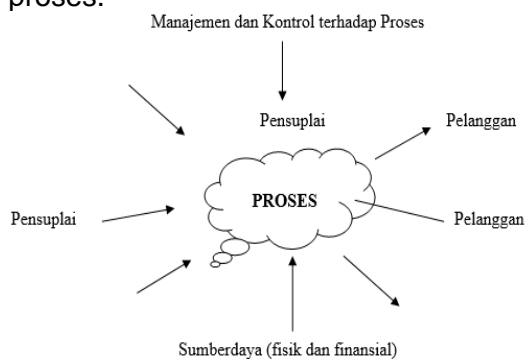 proses.
Manajemen dan Kontrol terhadap Proses
Pensuplai
Pelanggan
PROSES
Pensuplai
Pelanggan
Sumberdaya (fisik dan finansial)